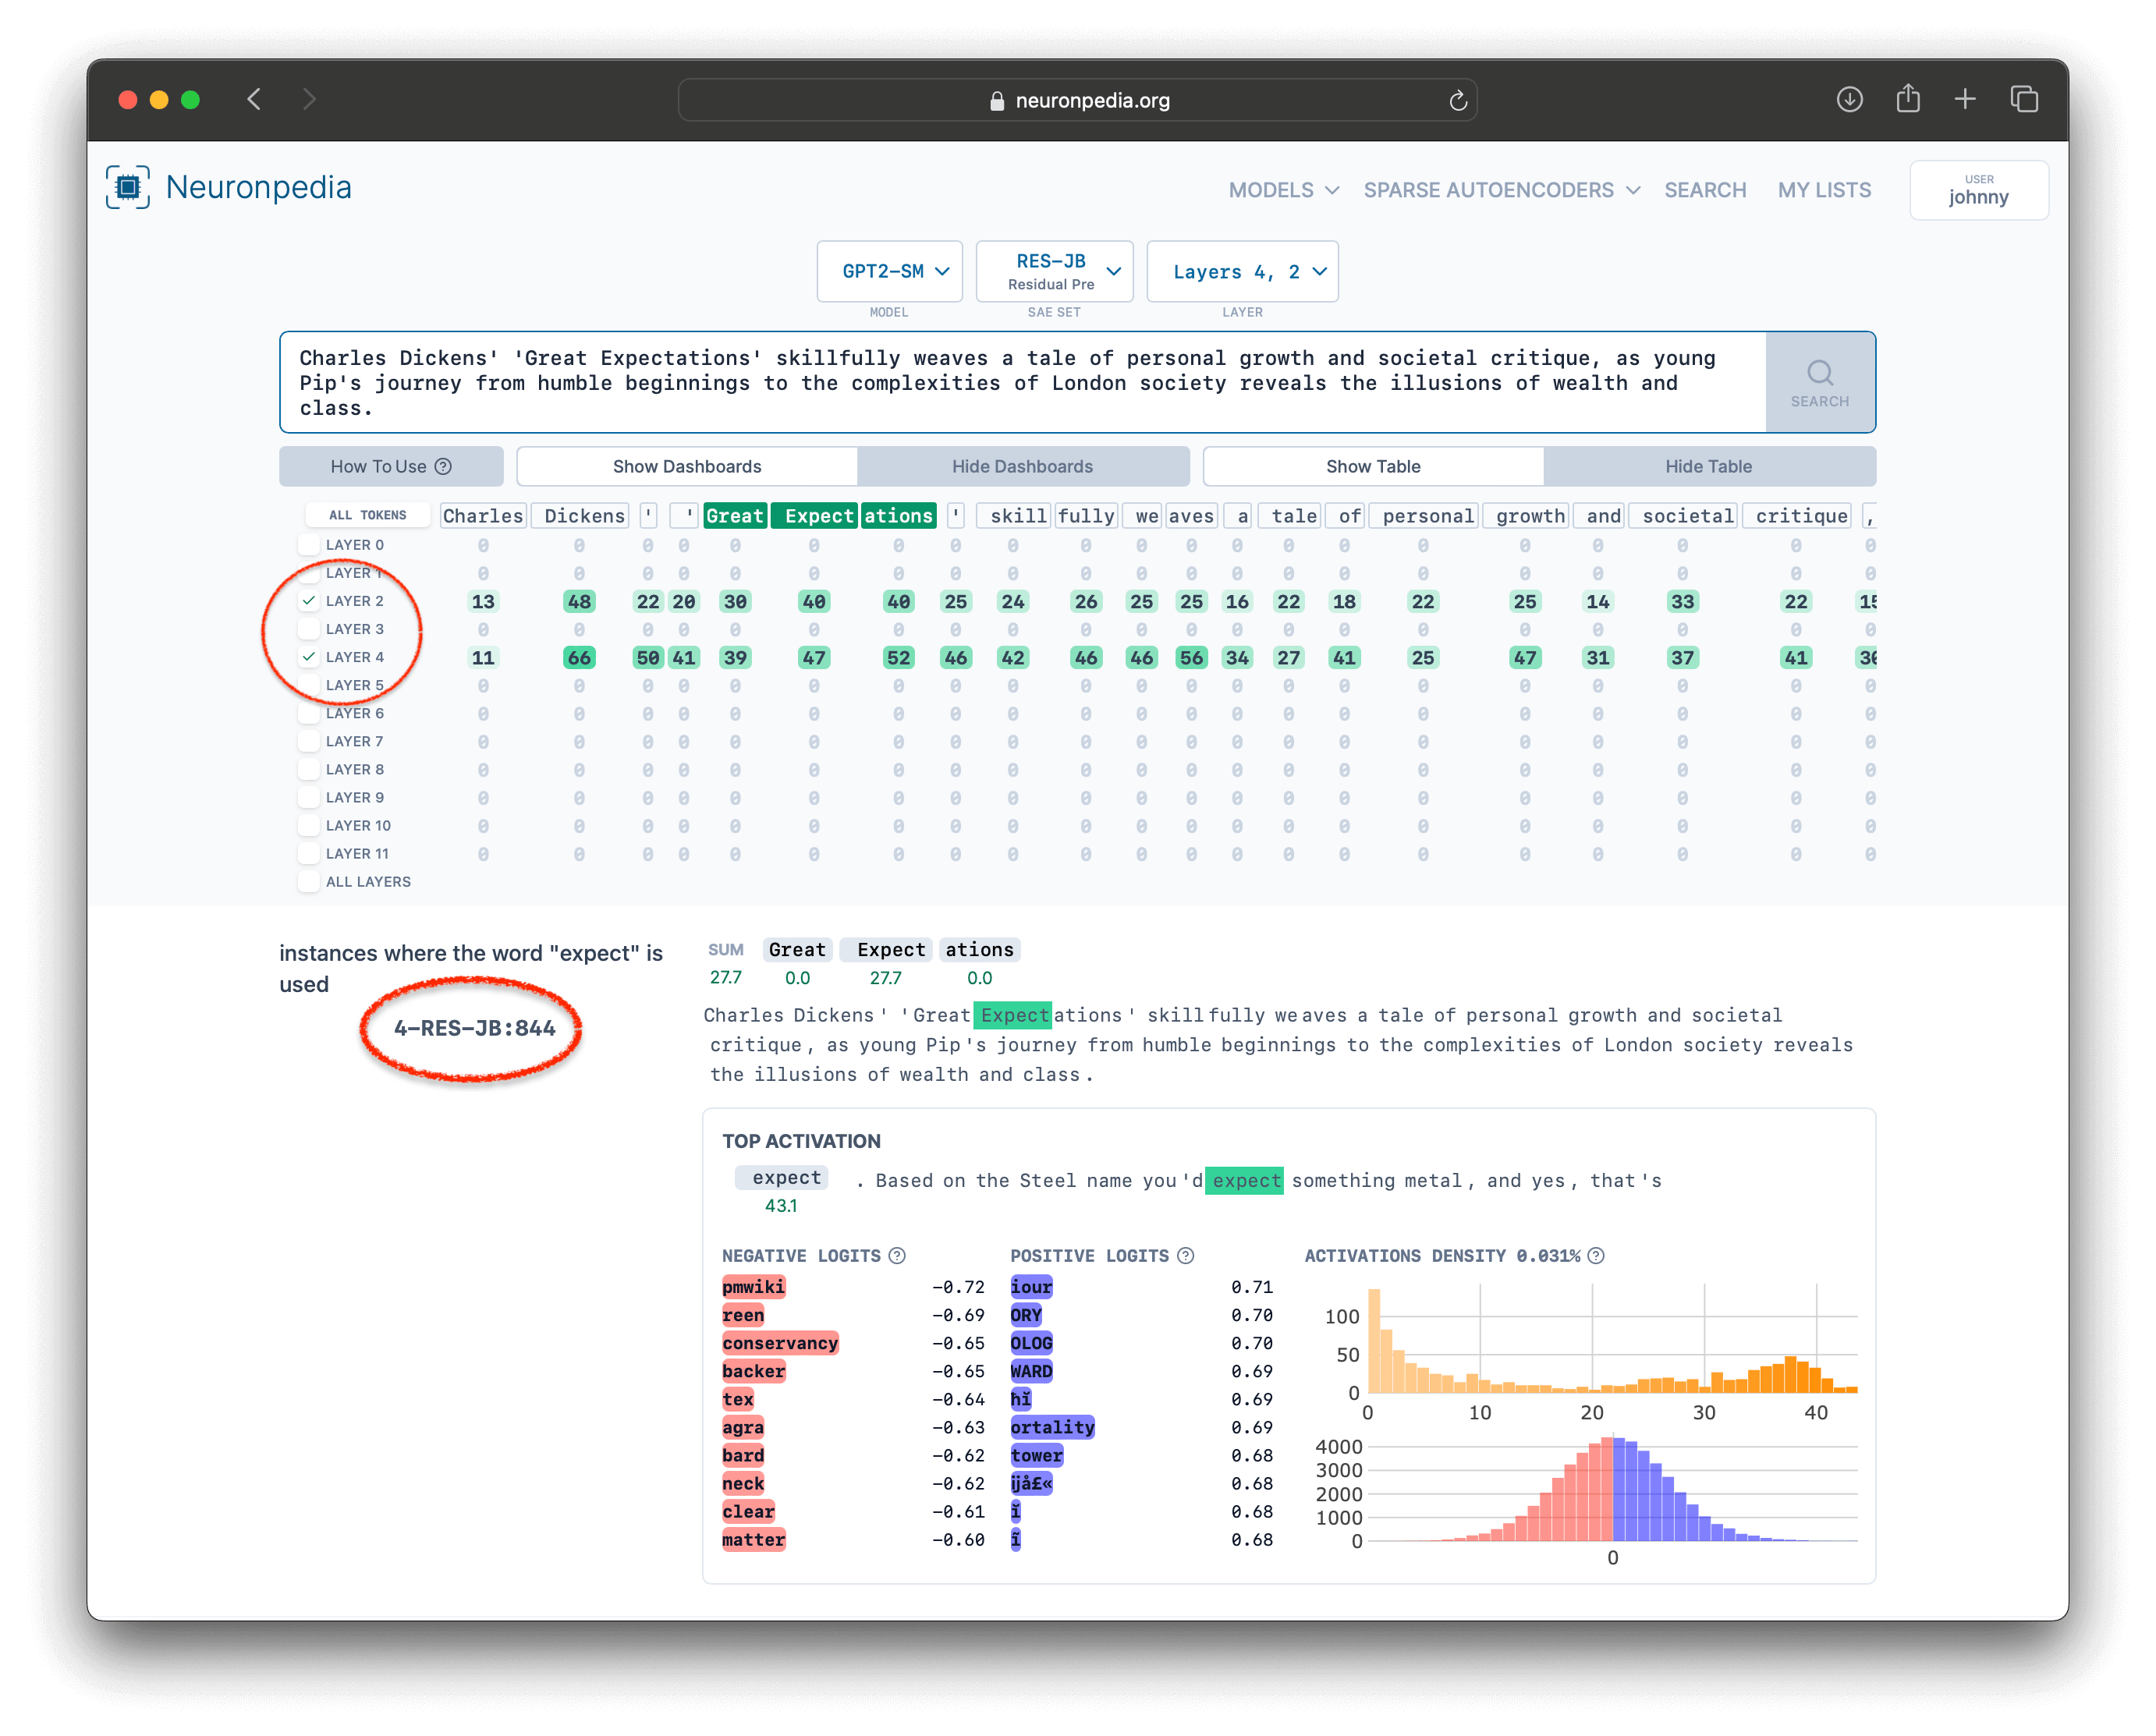 neuronpedia.org
Neuronpedia
MODELS SPARSE AUTOENCODERS SEARCH MY LISTS
USER
johnny
GPT2-SM
RES-JB
Residual Pre
Layers 4, 2
MODEL SAE SET LAYER
Charles Dickens' 'Great Expectations' skillfully weaves a tale of personal growth and societal critique, as young
Pip's journey from humble beginnings to the complexities of London society reveals the illusions of wealth and
class.
SEARCH
How To Use ? Show Dashboards Hide Dashboards Show Table Hide Table
ALL TOKENS Charles Dickens ' ' Great Expect ations ' skill fully we aves a tale of personal growth and societal critique ,
LAYER 0 0 0 0 0 0 0 0 0 0 0 0 0 0 0 0 0 0 0 0 0 0
LAYER 1 0 0 0 0 0 0 0 0 0 0 0 0 0 0 0 0 0 0 0 0 0
LAYER 2 13 48 22 20 30 40 40 25 24 26 25 25 16 22 18 22 25 14 33 22 15
LAYER 3 0 0 0 0 0 0 0 0 0 0 0 0 0 0 0 0 0 0 0 0 0
LAYER 4 11 66 50 41 39 47 52 46 42 46 46 56 34 27 41 25 47 31 37 41 30
LAYER 5 0 0 0 0 0 0 0 0 0 0 0 0 0 0 0 0 0 0 0 0 0
LAYER 6 0 0 0 0 0 0 0 0 0 0 0 0 0 0 0 0 0 0 0 0 0
LAYER 7 0 0 0 0 0 0 0 0 0 0 0 0 0 0 0 0 0 0 0 0 0
LAYER 8 0 0 0 0 0 0 0 0 0 0 0 0 0 0 0 0 0 0 0 0 0
LAYER 9 0 0 0 0 0 0 0 0 0 0 0 0 0 0 0 0 0 0 0 0 0
LAYER 10 0 0 0 0 0 0 0 0 0 0 0 0 0 0 0 0 0 0 0 0 0
LAYER 11 0 0 0 0 0 0 0 0 0 0 0 0 0 0 0 0 0 0 0 0 0
ALL LAYERS
instances where the word "expect" is
used
4-RES-JB:844
SUM Great Expect ations
27.7 0.0 27.7 0.0
Charles Dickens' 'Great Expectations' skillfully weaves a tale of personal growth and societal
critique, as young Pip's journey from humble beginnings to the complexities of London society reveals
the illusions of wealth and class.
TOP ACTIVATION
expect . Based on the Steel name you'd expect something metal, and yes, that's
43.1
NEGATIVE LOGITS ? POSITIVE LOGITS ? ACTIVATIONS DENSITY 0.031% ?
pmwiki -0.72 iour 0.71
reen -0.69 ORY 0.70
conservancy -0.65 OLOG 0.70
backer -0.65 WARD 0.69
tex -0.64 hĭ 0.69
agra -0.63 ortality 0.69
bard -0.62 tower 0.68
neck -0.62 ĳå£« 0.68
clear -0.61 ĭ 0.68
matter -0.60 ĩ 0.68
100
50
0
0 10 20 30 40
4000
3000
2000
1000
0
0